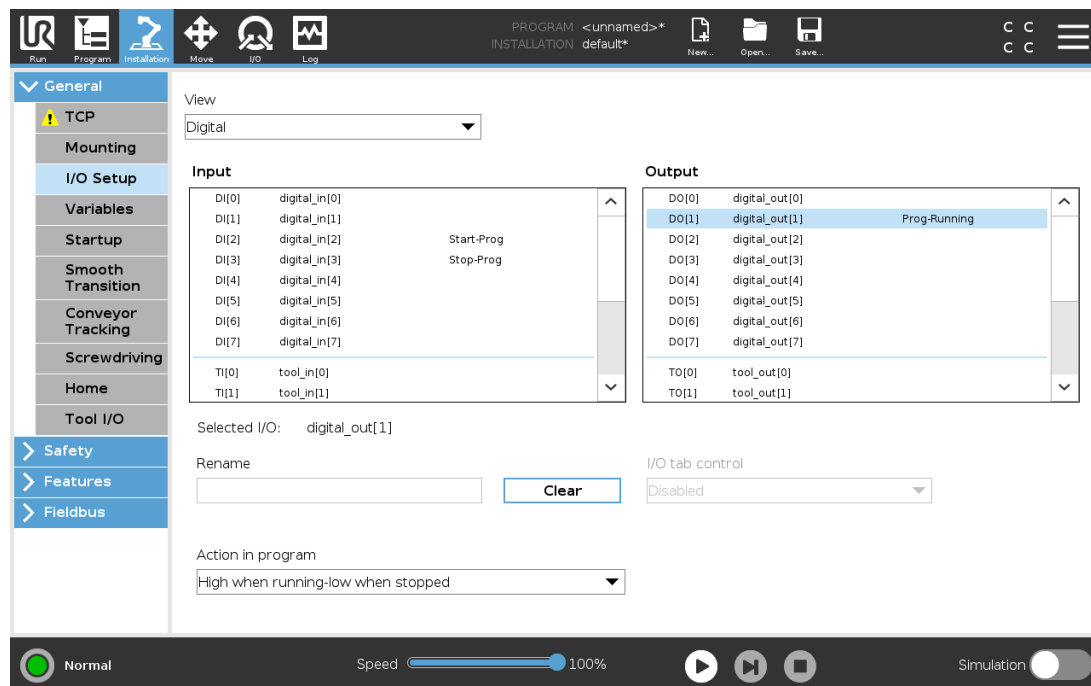 PROGRAM <unnamed>*
INSTALLATION default*
C C
C C
Run Program Installation Move I/O Log New... Open... Save...
General
TCP
Mounting
I/O Setup
Variables
Startup
Smooth
Transition
Conveyor
Tracking
Screwdriving
Home
Tool I/O
Safety
Features
Fieldbus
View
Digital
Input
DI[0] digital_in[0]
DI[1] digital_in[1]
DI[2] digital_in[2] Start-Prog
DI[3] digital_in[3] Stop-Prog
DI[4] digital_in[4]
DI[5] digital_in[5]
DI[6] digital_in[6]
DI[7] digital_in[7]
TI[0] tool_in[0]
TI[1] tool_in[1]
Output
DO[0] digital_out[0]
DO[1] digital_out[1] Prog-Running
DO[2] digital_out[2]
DO[3] digital_out[3]
DO[4] digital_out[4]
DO[5] digital_out[5]
DO[6] digital_out[6]
DO[7] digital_out[7]
TO[0] tool_out[0]
TO[1] tool_out[1]
Selected I/O: digital_out[1]
Rename
Clear
I/O tab control
Disabled
Action in program
High when running-low when stopped
Normal
Speed 100%
Simulation